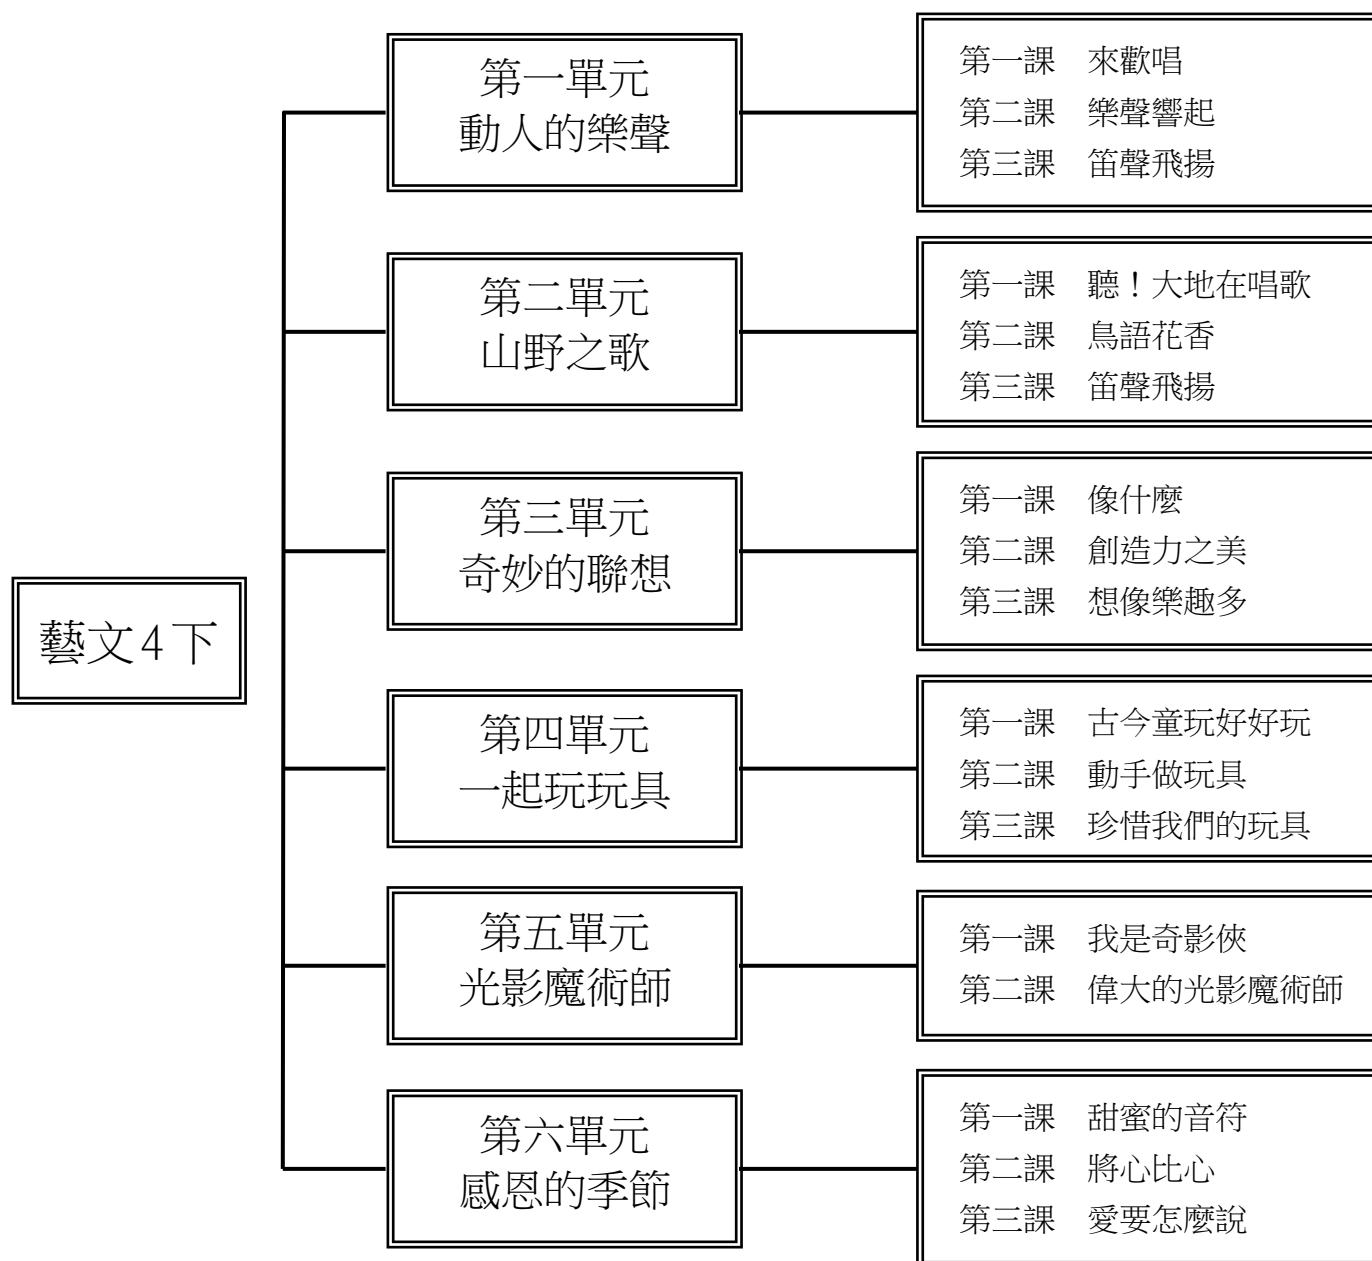 藝文4下
第一單元
動人的樂聲
第一課　來歡唱
第二課　樂聲響起
第三課　笛聲飛揚
第二單元
山野之歌
第一課　聽！大地在唱歌
第二課　鳥語花香
第三課　笛聲飛揚
第三單元
奇妙的聯想
第一課　像什麼
第二課　創造力之美
第三課　想像樂趣多
第四單元
一起玩玩具
第一課　古今童玩好好玩
第二課　動手做玩具
第三課　珍惜我們的玩具
第五單元
光影魔術師
第一課　我是奇影俠
第二課　偉大的光影魔術師
第六單元
感恩的季節
第一課　甜蜜的音符
第二課　將心比心
第三課　愛要怎麼說